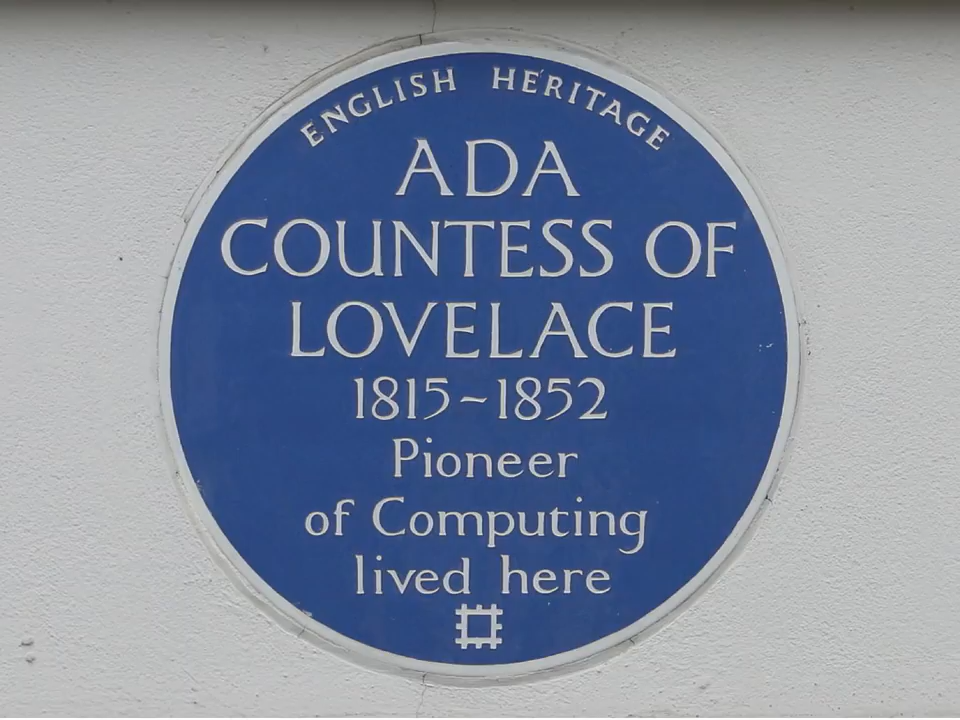 ENGLISH HERITAGE
ADA
COUNTESS OF
LOVELACE
1815~1852
Pioneer
of Computing
lived here